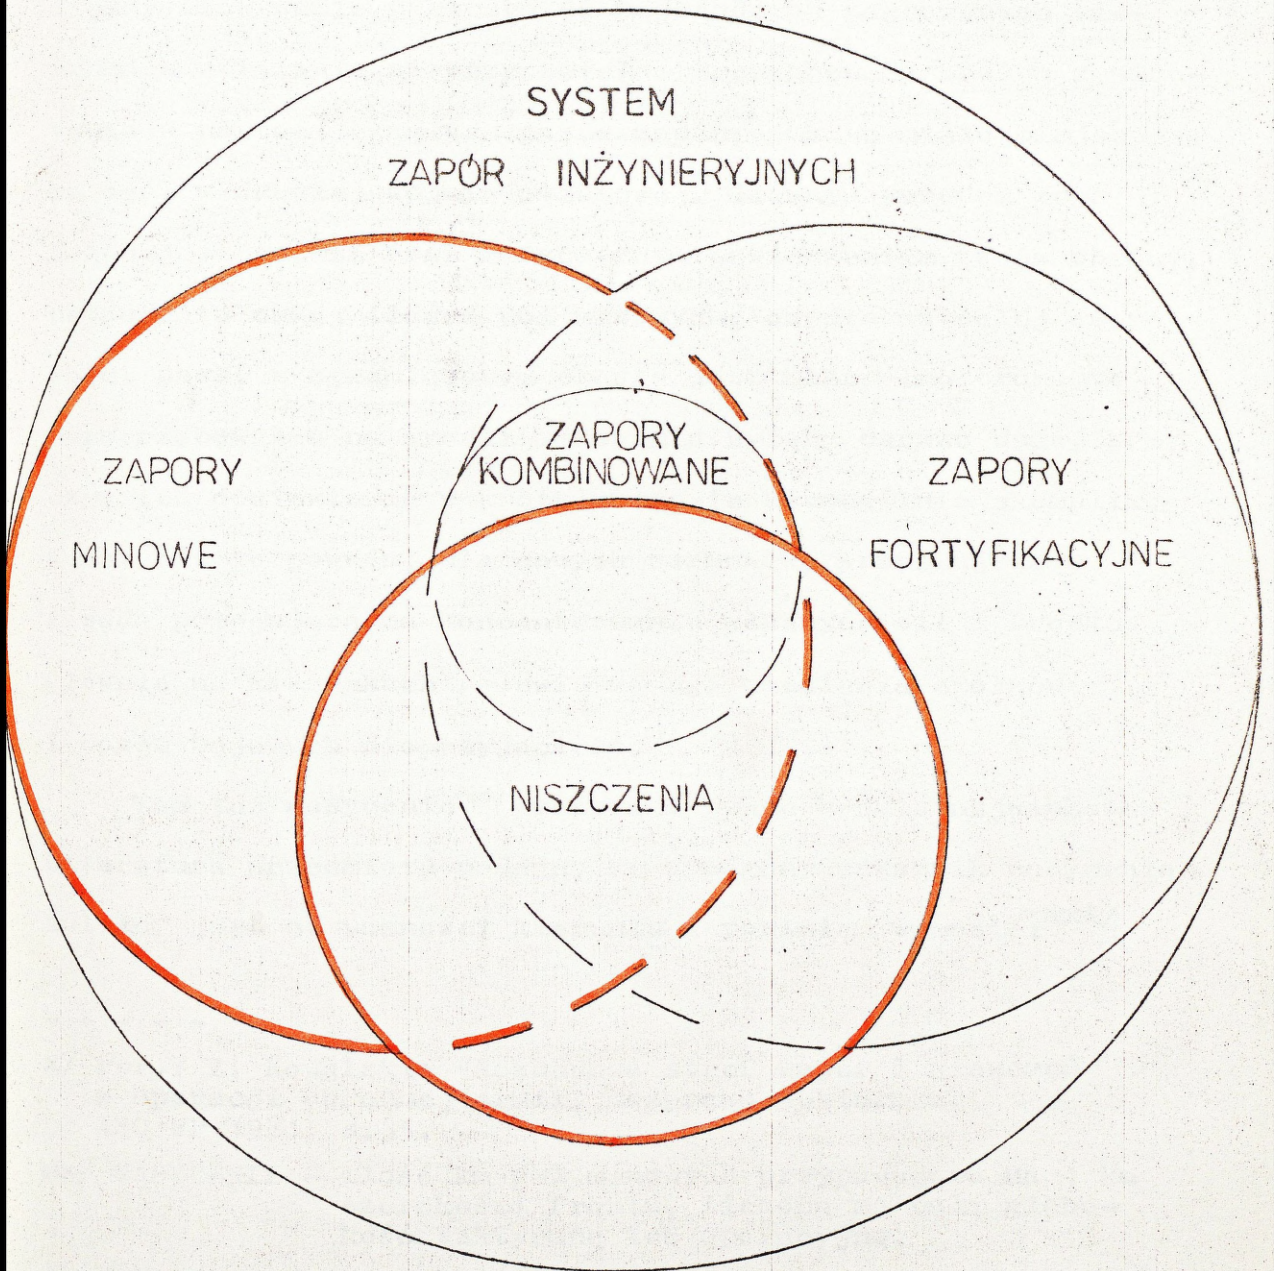 SYSTEM
ZAPÓR INŻYNIERYJNYCH
ZAPORY
KOMBINOWANE
ZAPORY
MINOWE
ZAPORY
FORTYFIKACYJNE
NISZCZENIA